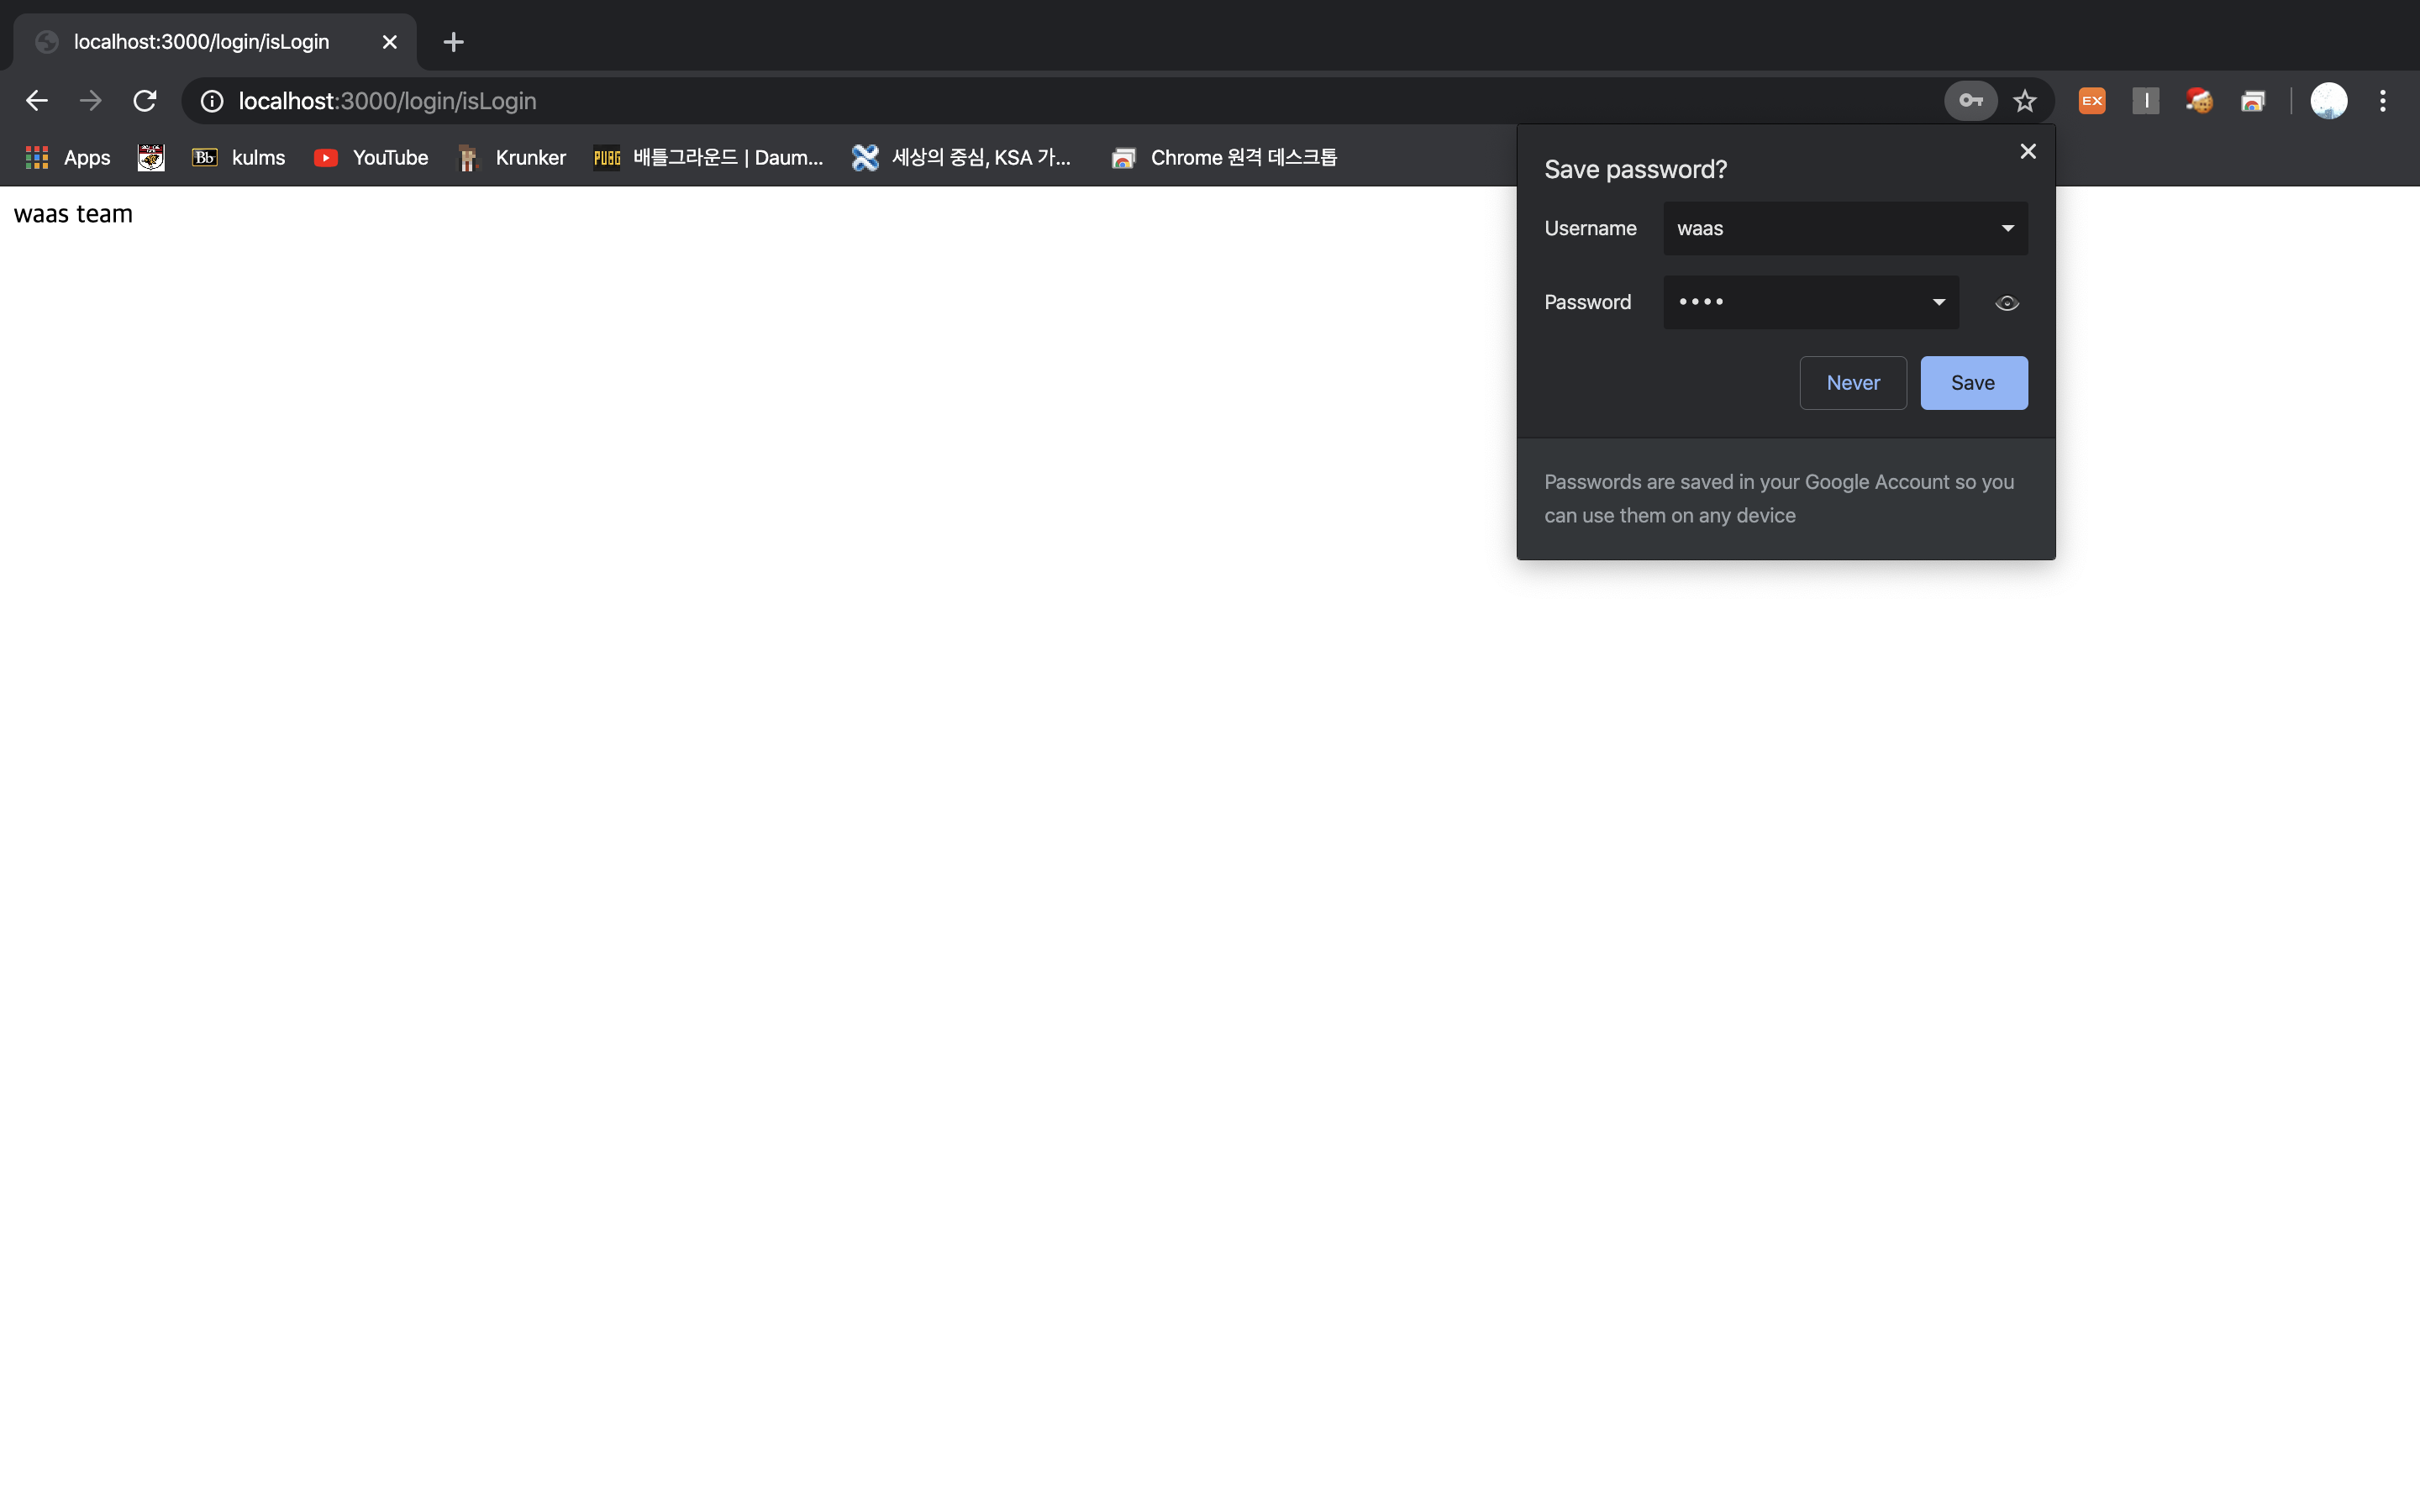 localhost:3000/login/isLogin
localhost:3000/login/isLogin
EX
Apps
Bb kulms
YouTube
Krunker
PUBG 배틀그라운드 | Daum...
세상의 중심, KSA 가...
Chrome 원격 데스크톱
waas team
Save password?
Username waas
Password ••••
Never Save
Passwords are saved in your Google Account so you
can use them on any device